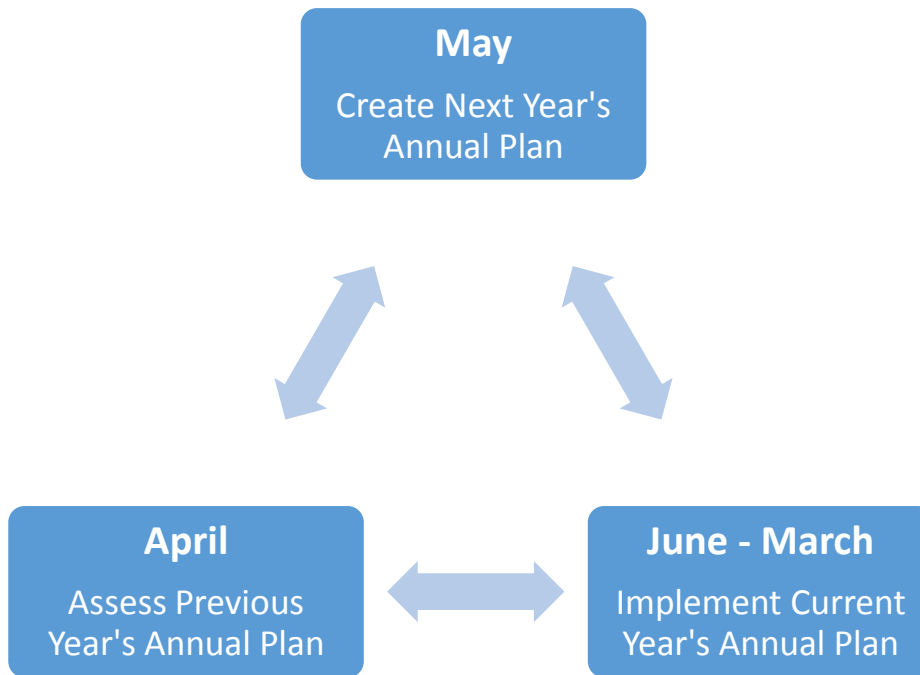 May
Create Next Year's
Annual Plan
April
Assess Previous
Year's Annual Plan
June - March
Implement Current
Year's Annual Plan